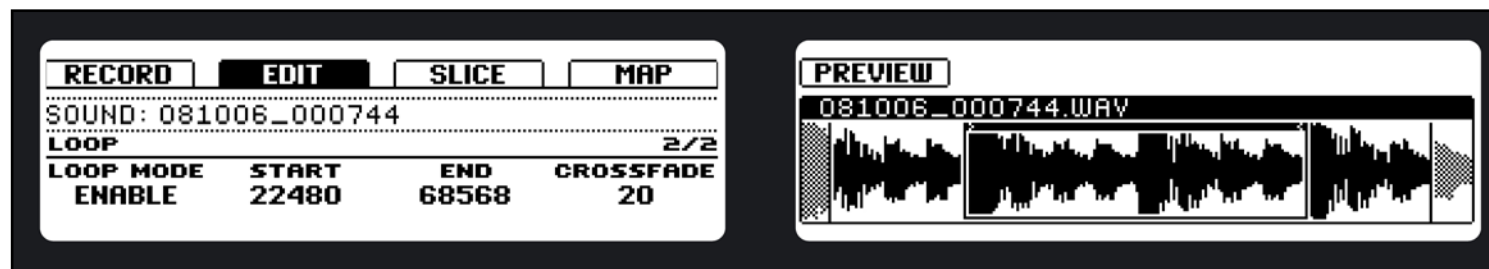 RECORD EDIT SLICE MAP
SOUND: 081006_000744
LOOP 2/2
LOOP MODE START END CROSSFADE
ENABLE 22480 68568 20
PREVIEW
081006_000744.WAV